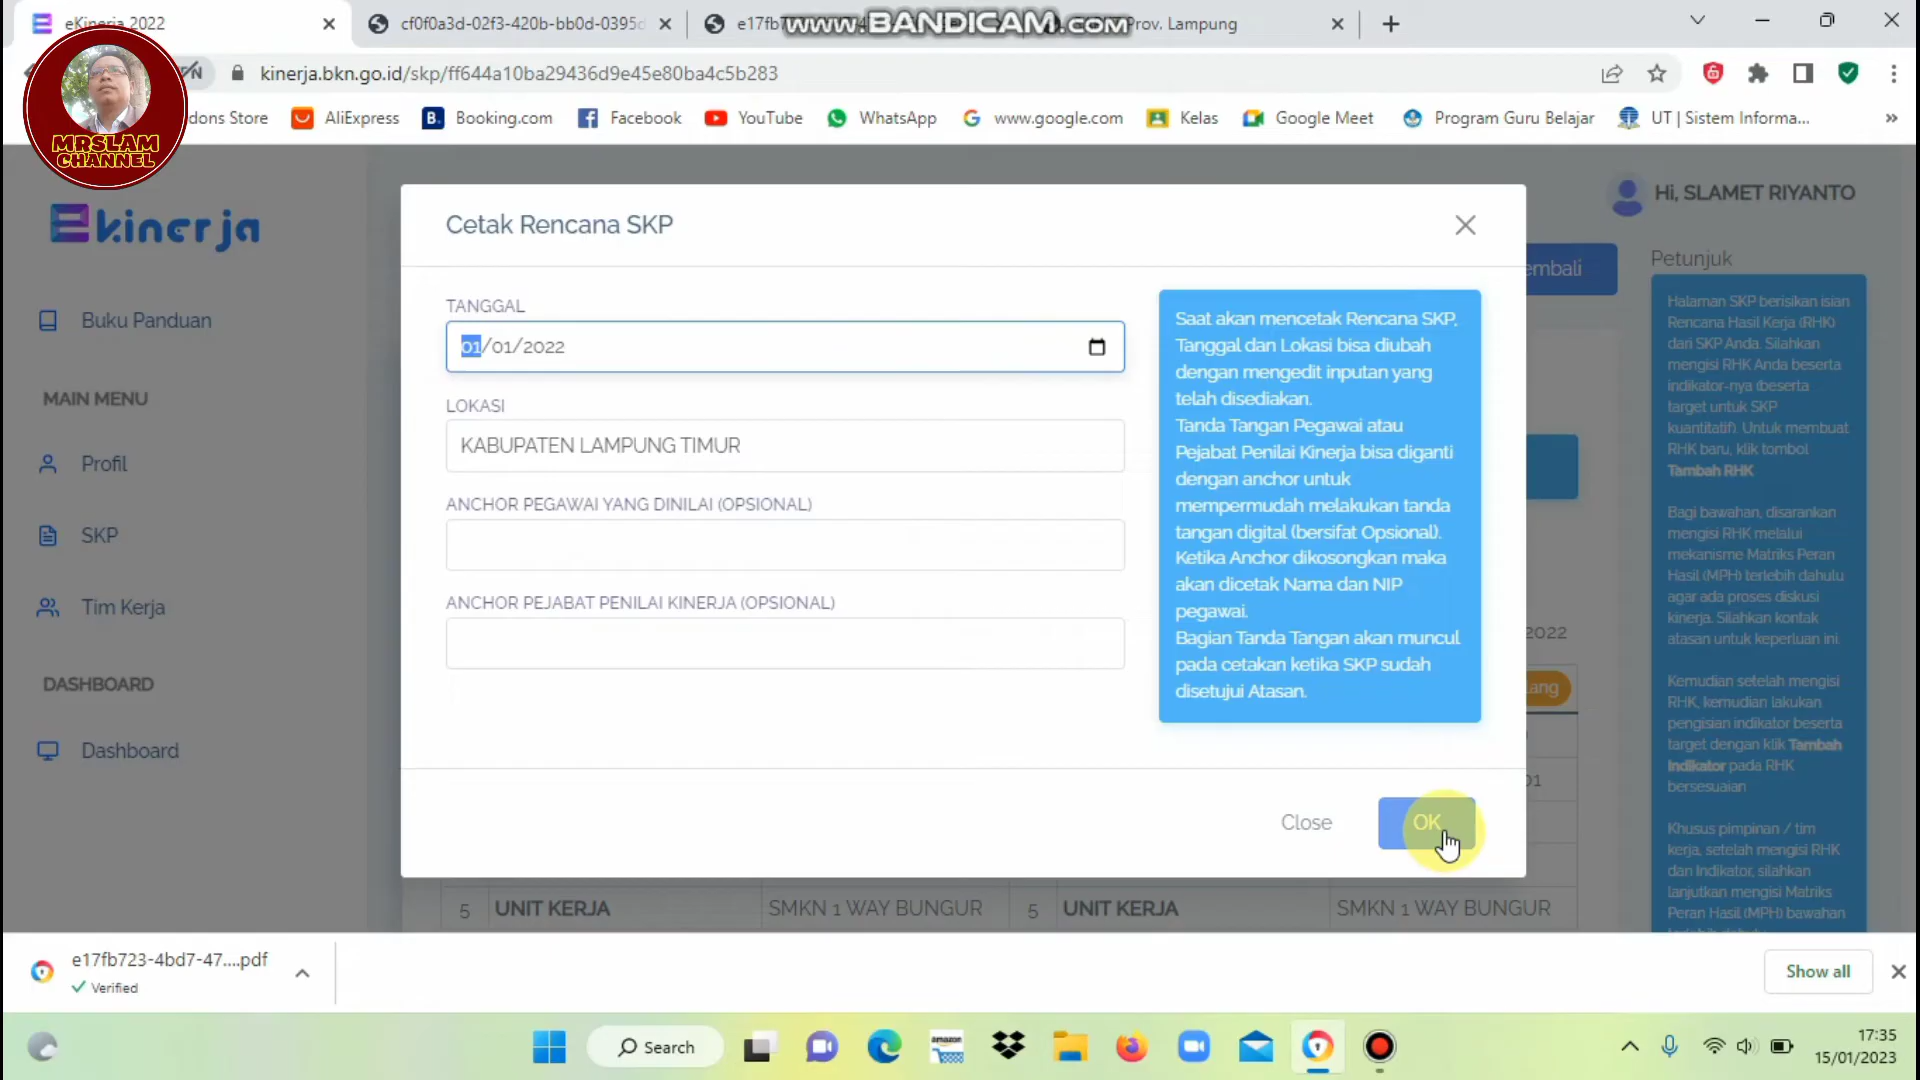 eKinerja 2022
cf0f0a3d-02f3-420b-bb0d-0395d
e17fb
www.BANDICAM.com
Prov. Lampung
kinerja.bkn.go.id/skp/ff644a10ba29436d9e45e80ba4c5b283
MRSLAM
CHANNEL
dons Store
AliExpress
Booking.com
Facebook
YouTube
WhatsApp
www.google.com
Kelas
Google Meet
Program Guru Belajar
UT | Sistem Informa...
»
Ekinerja
Buku Panduan
MAIN MENU
Profil
SKP
Tim Kerja
DASHBOARD
Dashboard
Cetak Rencana SKP
TANGGAL
01/01/2022
LOKASI
KABUPATEN LAMPUNG TIMUR
ANCHOR PEGAWAI YANG DINILAI (OPSIONAL)
ANCHOR PEJABAT PENILAI KINERJA (OPSIONAL)
Saat akan mencetak Rencana SKP,
Tanggal dan Lokasi bisa diubah
dengan mengedit inputan yang
telah disediakan.
Tanda Tangan Pegawai atau
Pejabat Penilai Kinerja bisa diganti
dengan anchor untuk
mempermudah melakukan tanda
tangan digital (bersifat Opsional).
Ketika Anchor dikosongkan maka
akan dicetak Nama dan NIP
pegawai.
Bagian Tanda Tangan akan muncul
pada cetakan ketika SKP sudah
disetujui Atasan.
Close
OK
Hi, SLAMET RIYANTO
embali
2022
lang
01
Petunjuk
Halaman SKP berisikan isian
Rencana Hasil Kerja (RHK)
dari SKP Anda. Silahkan
mengisi RHK Anda beserta
indikator-nya (beserta
target untuk SKP
kuantitatif). Untuk membuat
RHK baru, klik tombol
Tambah RHK
Bagi bawahan, disarankan
mengisi RHK melalui
mekanisme Matriks Peran
Hasil (MPH) terlebih dahulu
agar ada proses diskusi
kinerja. Silahkan kontak
atasan untuk keperluan ini.
Kemudian setelah mengisi
RHK, kemudian lakukan
pengisian indikator beserta
target dengan klik Tambah
Indikator pada RHK
bersesuaian
Khusus pimpinan / tim
kerja, setelah mengisi RHK
dan Indikator, silahkan
lanjutkan mengisi Matriks
Peran Hasil (MPH) bawahan
5 UNIT KERJA SMKN 1 WAY BUNGUR 5 UNIT KERJA SMKN 1 WAY BUNGUR
e17fb723-4bd7-47....pdf
Verified
Show all
Search
amazon
17:35
15/01/2023